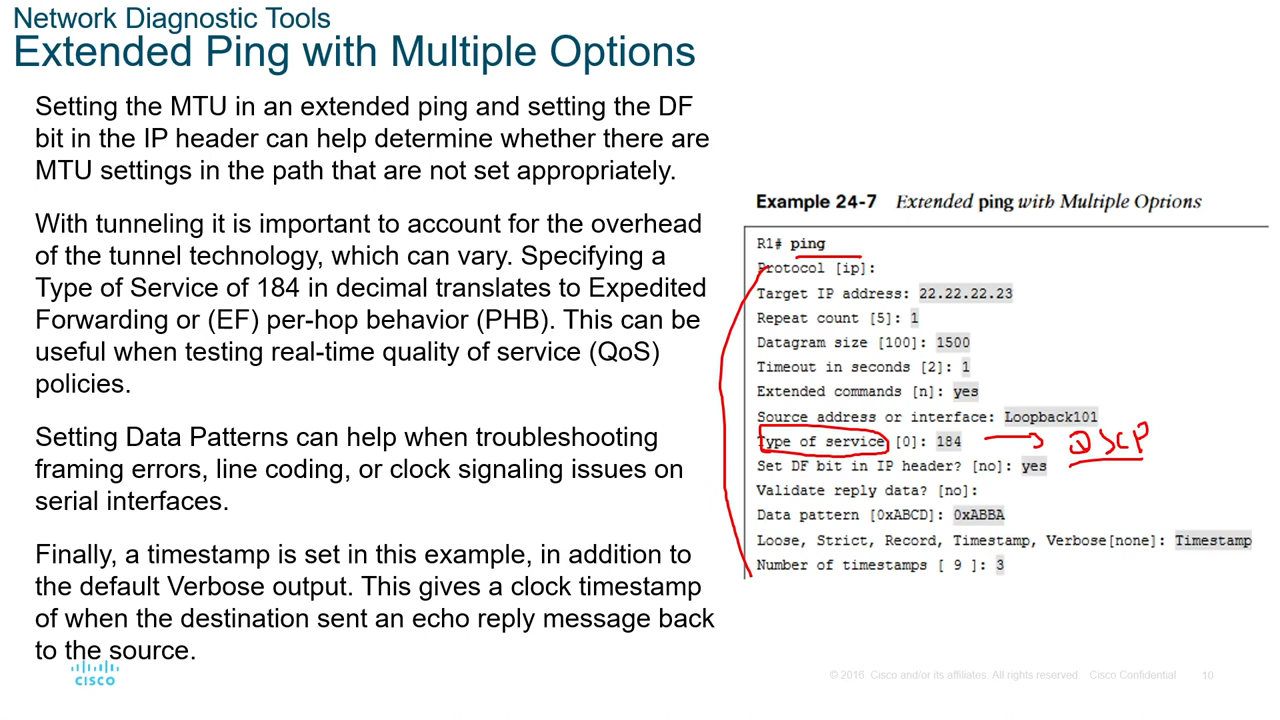 Network Diagnostic Tools
Extended Ping with Multiple Options
Setting the MTU in an extended ping and setting the DF
bit in the IP header can help determine whether there are
MTU settings in the path that are not set appropriately.
With tunneling it is important to account for the overhead
of the tunnel technology, which can vary. Specifying a
Type of Service of 184 in decimal translates to Expedited
Forwarding or (EF) per-hop behavior (PHB). This can be
useful when testing real-time quality of service (QoS)
policies.
Setting Data Patterns can help when troubleshooting
framing errors, line coding, or clock signaling issues on
serial interfaces.
Finally, a timestamp is set in this example, in addition to
the default Verbose output. This gives a clock timestamp
of when the destination sent an echo reply message back
to the source.
Example 24-7 Extended ping with Multiple Options
R1# ping
Protocol [ip]:
Target IP address: 22.22.22.23
Repeat count [5]: 1
Datagram size [100]: 1500
Timeout in seconds [2]: 1
Extended commands [n]: yes
Source address or interface: Loopback101
Type of service [0]: 184 DSCP
Set DF bit in IP header? [no]: yes
Validate reply data? [no]:
Data pattern [0xABCD]: 0xABBA
Loose, Strict, Record, Timestamp, Verbose[none]: Timestamp
Number of timestamps [ 9 ]: 3
CISCO
© 2016 Cisco and/or its affiliates. All rights reserved. Cisco Confidential 10